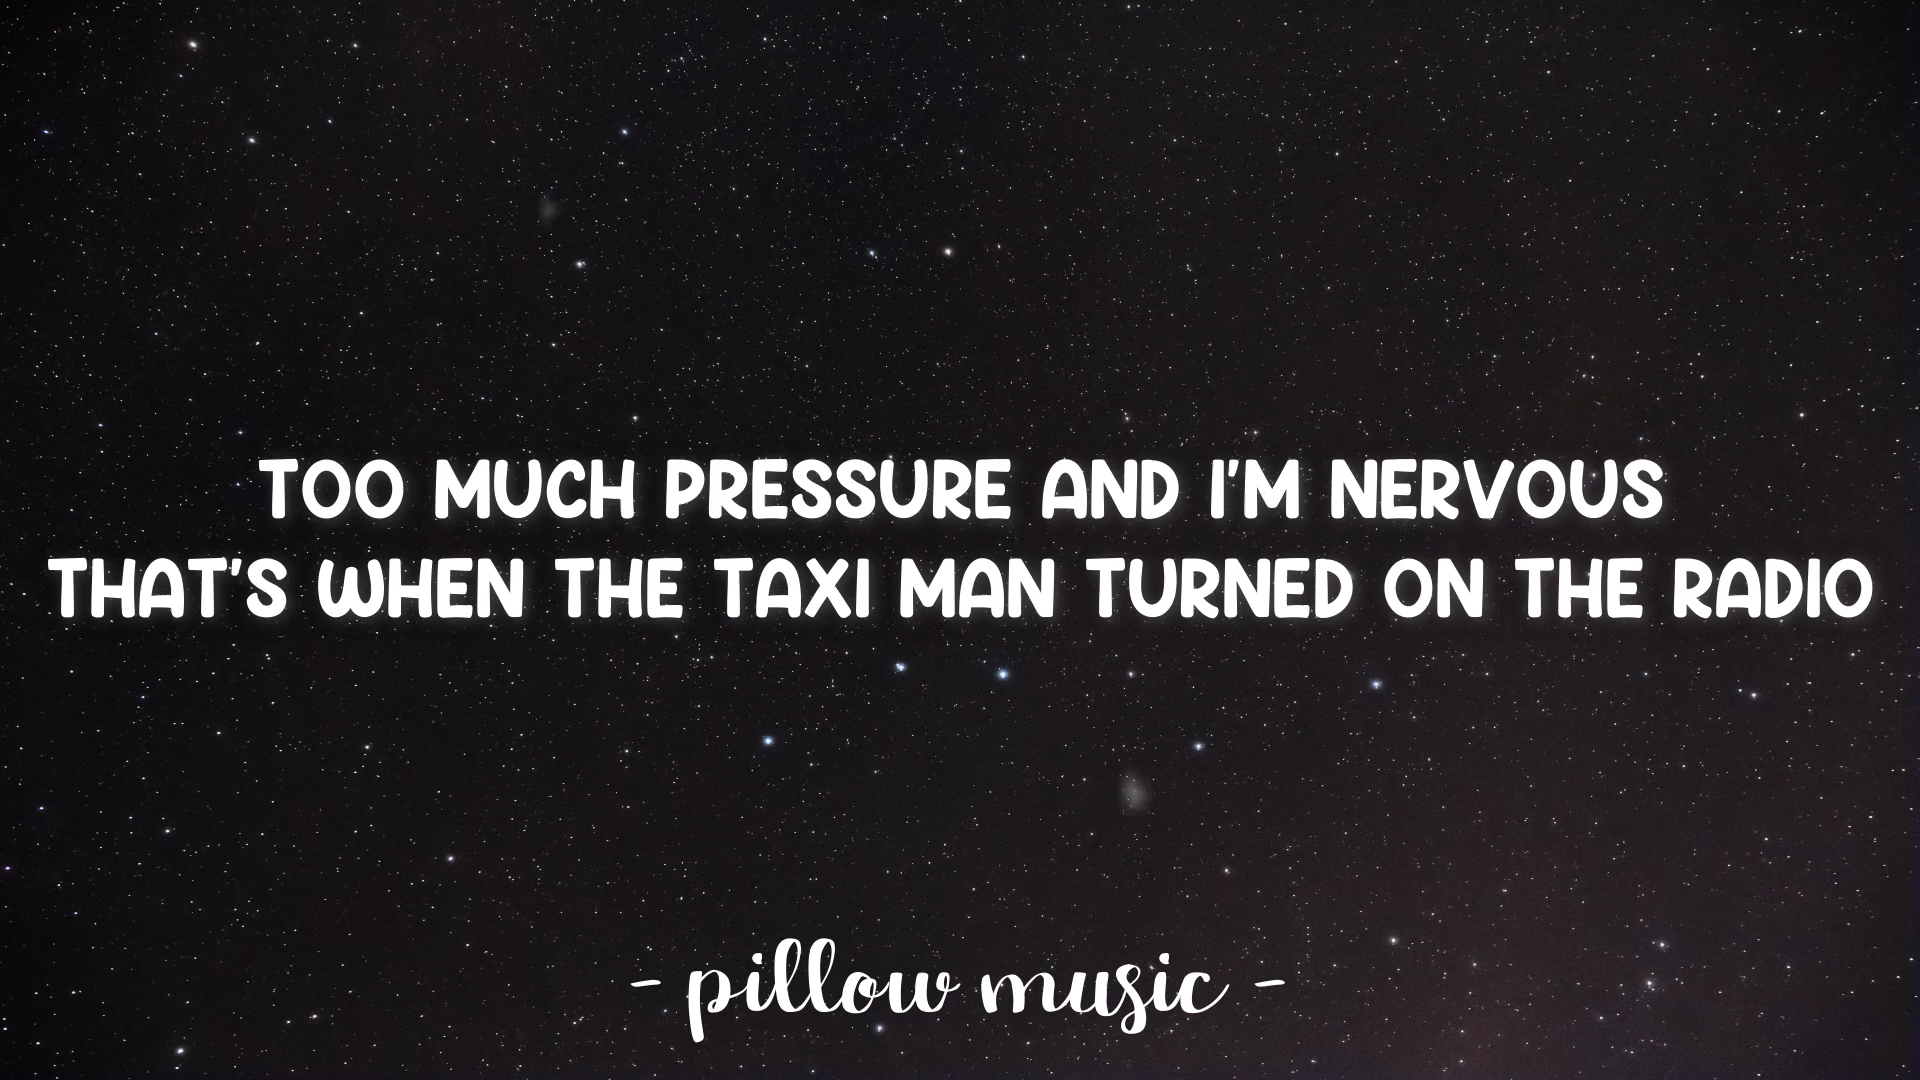 TOO MUCH PRESSURE AND I'M NERVOUS
THAT'S WHEN THE TAXI MAN TURNED ON THE RADIO
- pillow music -